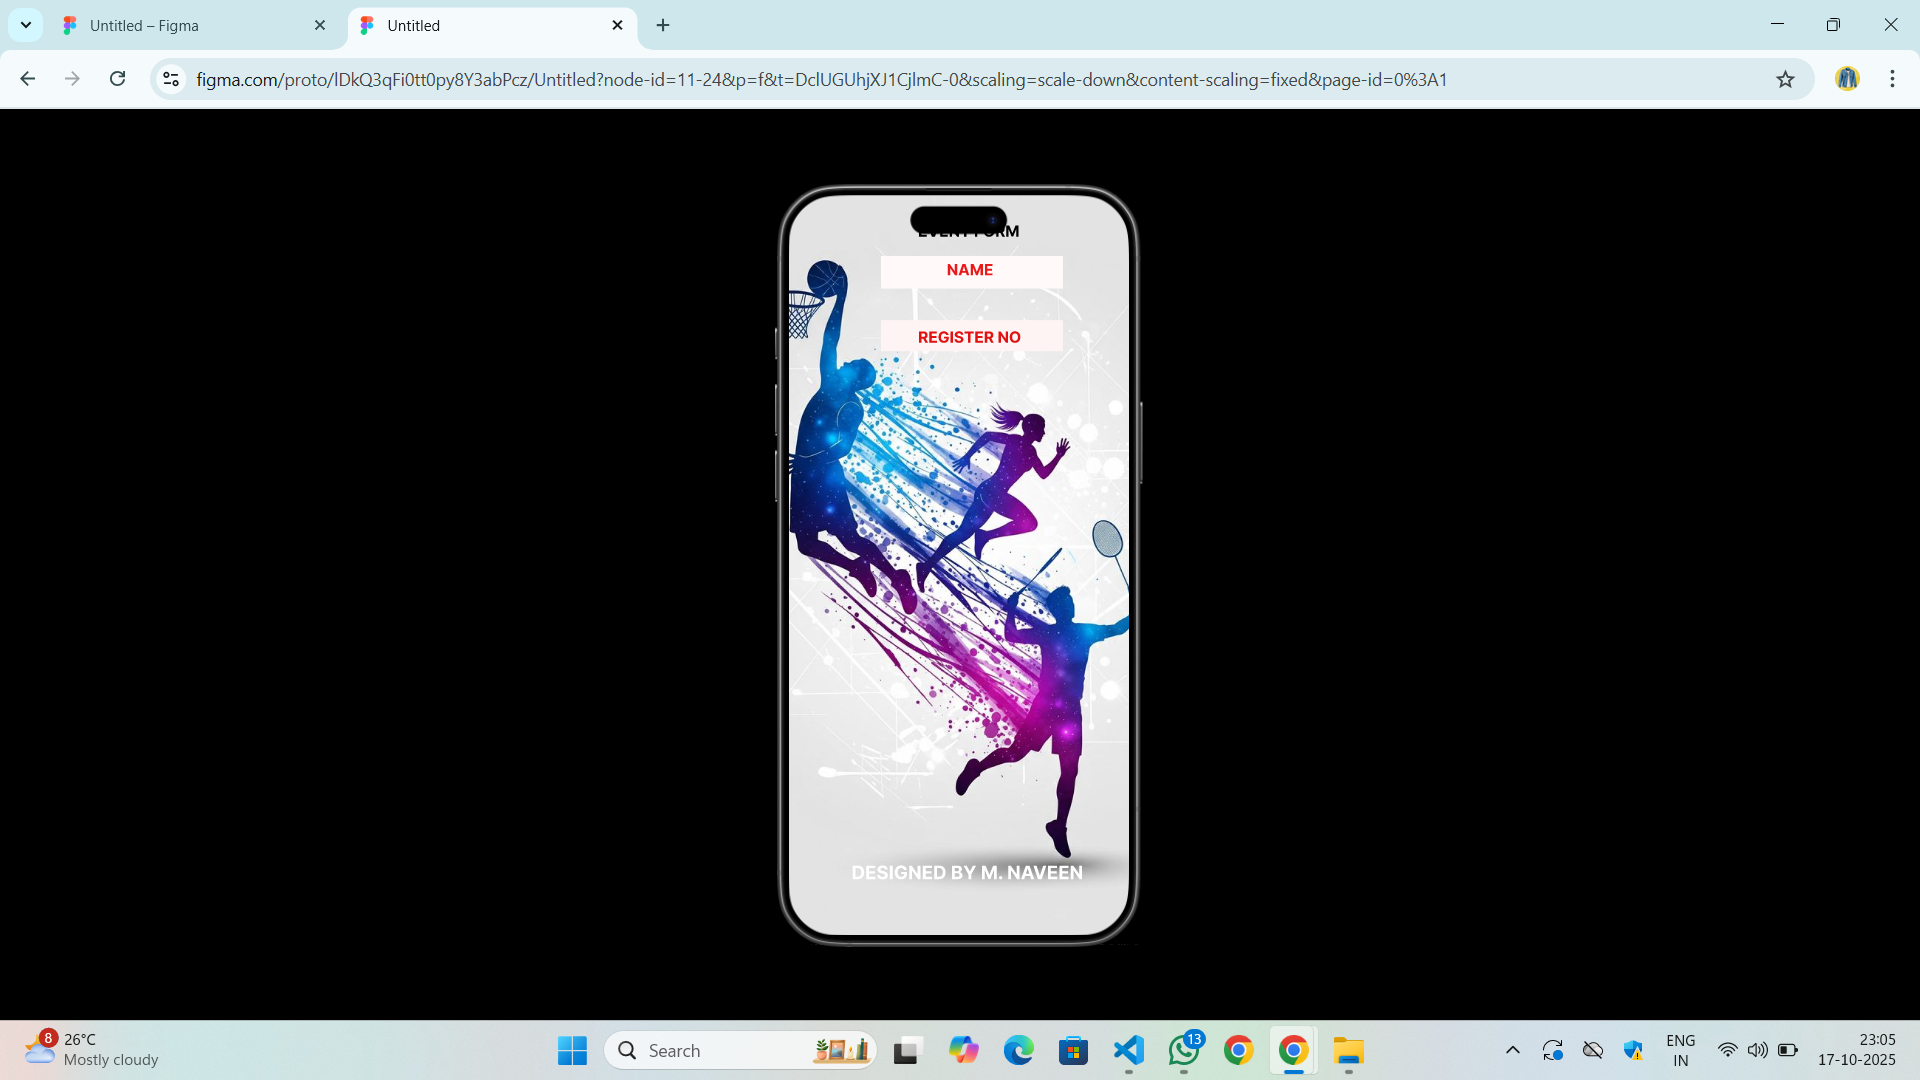 Untitled – Figma
Untitled
figma.com/proto/lDkQ3qFi0tt0py8Y3abPcz/Untitled?node-id=11-24&p=f&t=DclUGUhjXJ1CjlmC-0&scaling=scale-down&content-scaling=fixed&page-id=0%3A1
EVENT FORM
NAME
REGISTER NO
DESIGNED BY M. NAVEEN
8
26°C
Mostly cloudy
Search
13
ENG
IN
23:05
17-10-2025